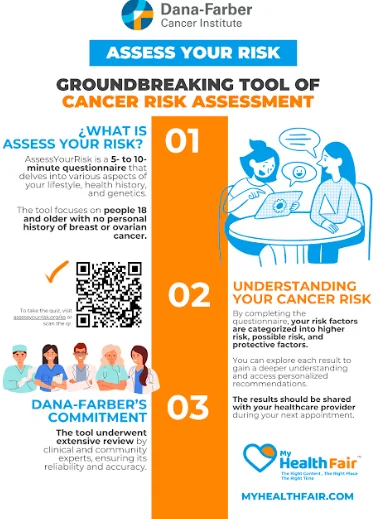 Dana-Farber
Cancer Institute
ASSESS YOUR RISK
GROUNDBREAKING TOOL OF
CANCER RISK ASSESSMENT
¿WHAT IS
ASSESS YOUR RISK?
AssessYourRisk is a 5- to 10-
minute questionnaire that
delves into various aspects of
your lifestyle, health history,
and genetics.
The tool focuses on people 18
and older with no personal
history of breast or ovarian
cancer.
01
To take the quiz, visit
assessyourrisk.org/es or
scan the qr.
02
UNDERSTANDING
YOUR CANCER RISK
By completing the
questionnaire, your risk factors
are categorized into higher
risk, possible risk, and
protective factors.
You can explore each result to
gain a deeper understanding
and access personalized
recommendations.
The results should be shared
with your healthcare provider
during your next appointment.
DANA-FARBER'S
COMMITMENT
The tool underwent
extensive review by
clinical and community
experts, ensuring its
reliability and accuracy.
03
My
HealthFair™
The Right Content, The Right Place
The Right Time
MYHEALTHFAIR.COM